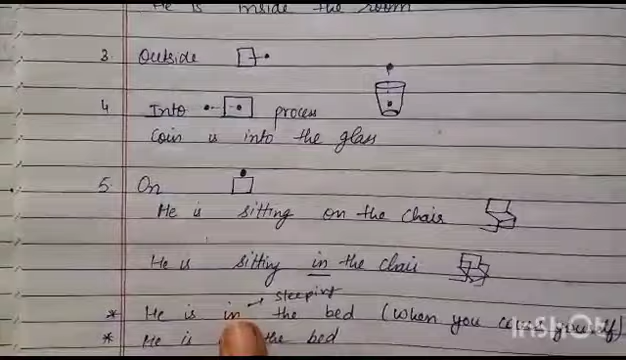 He is inside the room
3. Outside
4. Into process
Coin is into the glass
5. On
He is sitting on the chair
He is sitting in the chair
sleeping
* He is in the bed (when you cover yourself)
* He is the bed
InShOt